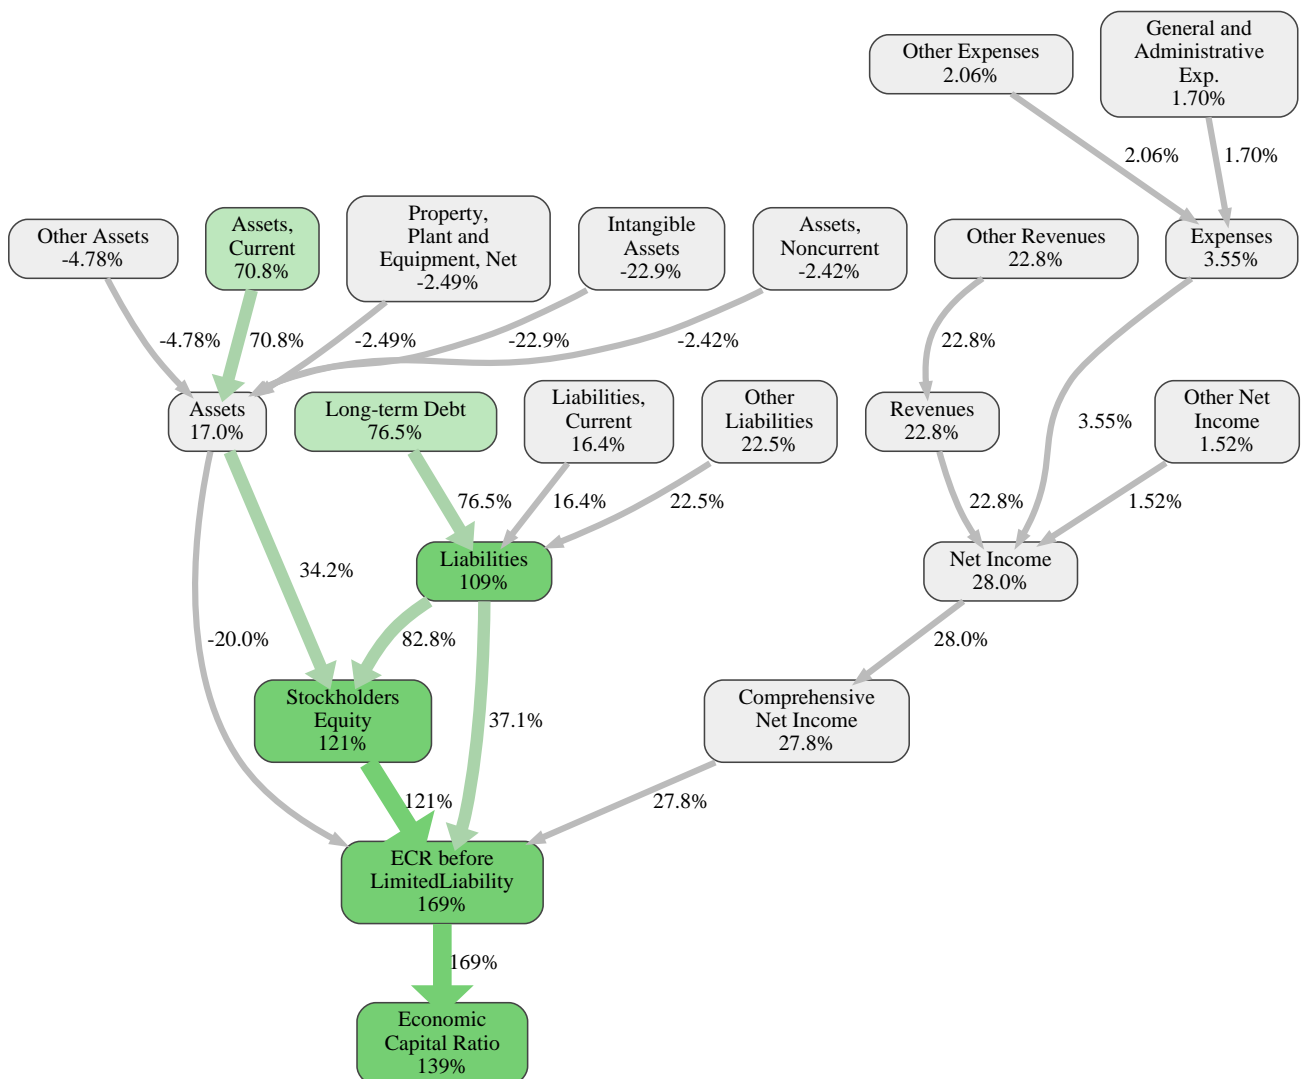 General and
Administrative
Exp.
1.70%
Other Expenses
2.06%
2.06%
1.70%
Other Assets
-4.78%
Assets,
Current
70.8%
Property,
Plant and
Equipment, Net
-2.49%
Intangible
Assets
-22.9%
Assets,
Noncurrent
-2.42%
Other Revenues
22.8%
Expenses
3.55%
-4.78%
70.8%
-2.49%
-22.9%
-2.42%
22.8%
Assets
17.0%
Long-term Debt
76.5%
Liabilities,
Current
16.4%
Other
Liabilities
22.5%
Revenues
22.8%
3.55%
Other Net
Income
1.52%
76.5%
16.4%
22.5%
22.8%
1.52%
34.2%
Liabilities
109%
Net Income
28.0%
-20.0%
82.8%
28.0%
Stockholders
Equity
121%
37.1%
Comprehensive
Net Income
27.8%
121%
27.8%
ECR before
LimitedLiability
169%
169%
Economic
Capital Ratio
139%